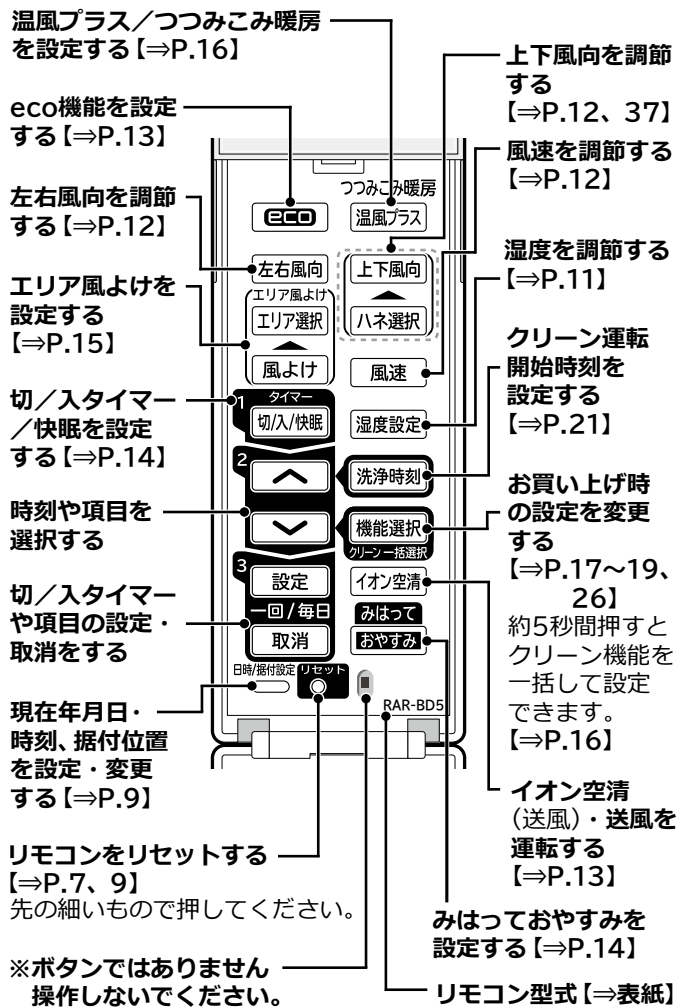 温風プラス／つつみこみ暖房
を設定する【⇒P.16】
eco機能を設定
する【⇒P.13】
左右風向を調節
する【⇒P.12】
エリア風よけを
設定する
【⇒P.15】
切／入タイマー
／快眠を設定
する【⇒P.14】
時刻や項目を
選択する
切／入タイマー
や項目の設定・
取消をする
現在年月日・
時刻、据付位置
を設定・変更
する【⇒P.9】
リモコンをリセットする
【⇒P.7、9】
先の細いもので押してください。
※ボタンではありません
操作しないでください。
つつみこみ暖房
eco
温風プラス
左右風向
上下風向
エリア風よけ
エリア選択
ハネ選択
風よけ
風速
1
タイマー
切/入/快眠
湿度設定
2
洗浄時刻
機能選択
クリーン一括選択
3
設定
イオン空清
一回/毎日
みはって
取消
おやすみ
日時/据付設定
リセット
RAR-BD5
上下風向を調節
する
【⇒P.12、37】
風速を調節する
【⇒P.12】
湿度を調節する
【⇒P.11】
クリーン運転
開始時刻を
設定する
【⇒P.21】
お買い上げ時
の設定を変更
する
【⇒P.17〜19、
26】
約5秒間押すと
クリーン機能を
一括して設定
できます。
【⇒P.16】
イオン空清
（送風）・送風を
運転する
【⇒P.13】
みはっておやすみを
設定する【⇒P.14】
リモコン型式【⇒表紙】